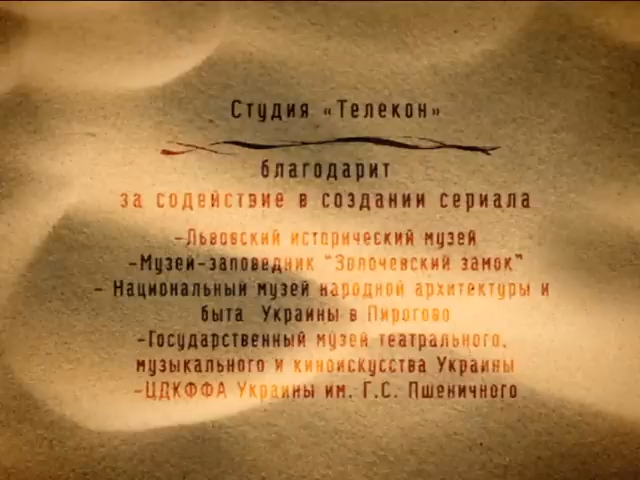 Студия «Телекон»
благодарит
за содействие в создании сериала
-Львовский исторический музей
-Музей-заповедник "Золочевский замок"
- Национальный музей народной архитектуры и
быта Украины в Пирогово
-Государственный музей театрального,
музыкального и киноискусства Украины
-ЦДКФФА Украины им. Г.С. Пшеничного